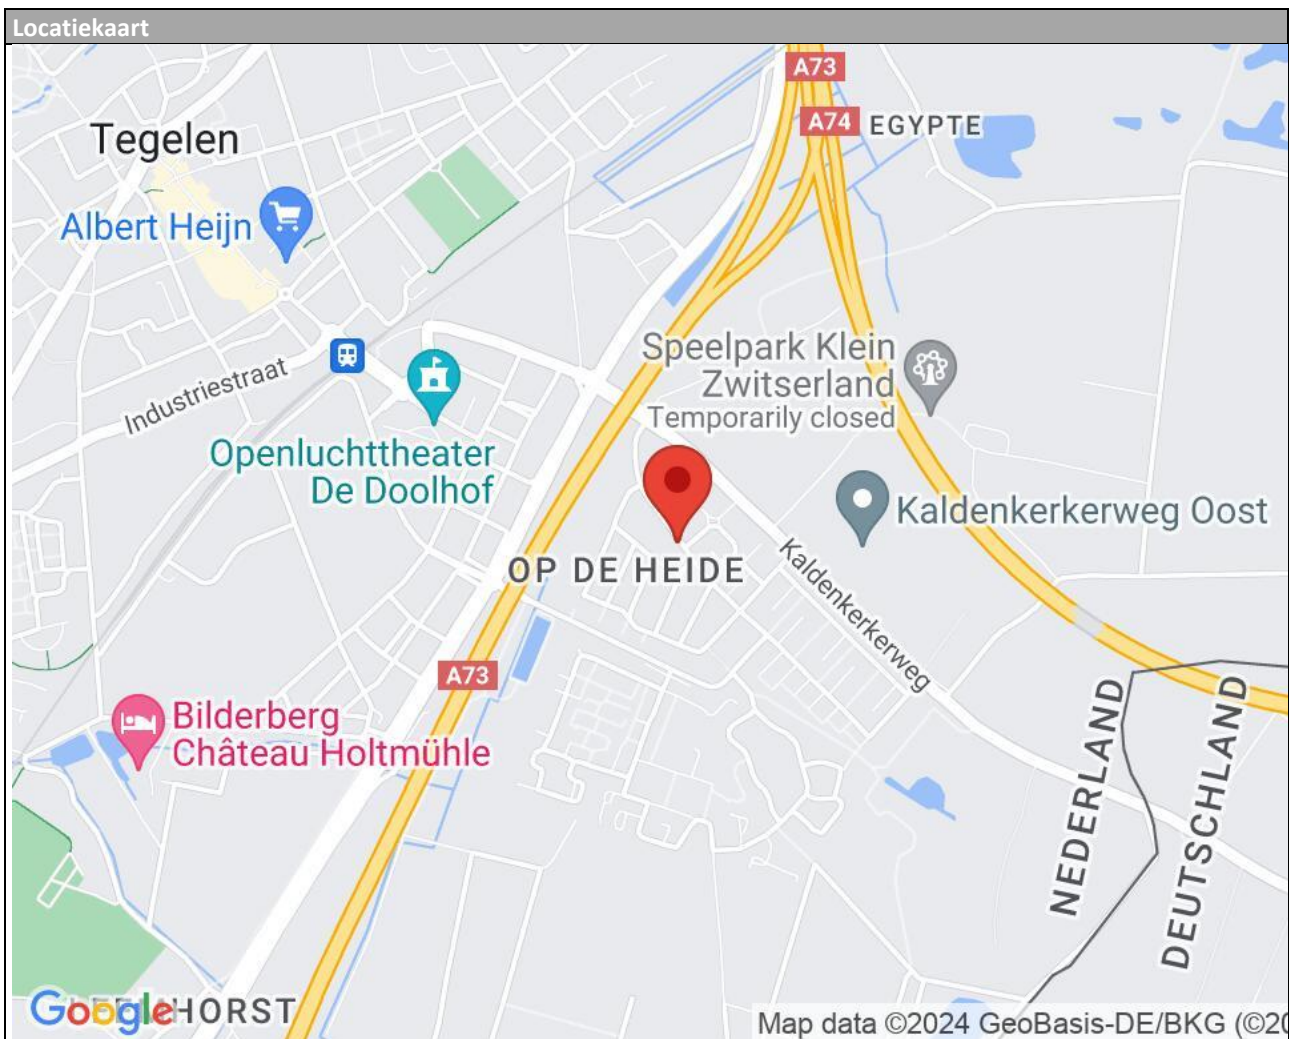 Locatiekaart
A73
A74
EGYPTE
Tegelen
Albert Heijn
Speelpark Klein
Zwitserland
Temporarily closed
Industriestraat
Openluchttheater
De Doolhof
Kaldenkerkerweg Oost
OP DE HEIDE
Kaldenkerkerweg
A73
Bilderberg
Château Holtmühle
NEDERLAND
DEUTSCHLAND
Google
HORST
Map data ©2024 GeoBasis-DE/BKG (©20